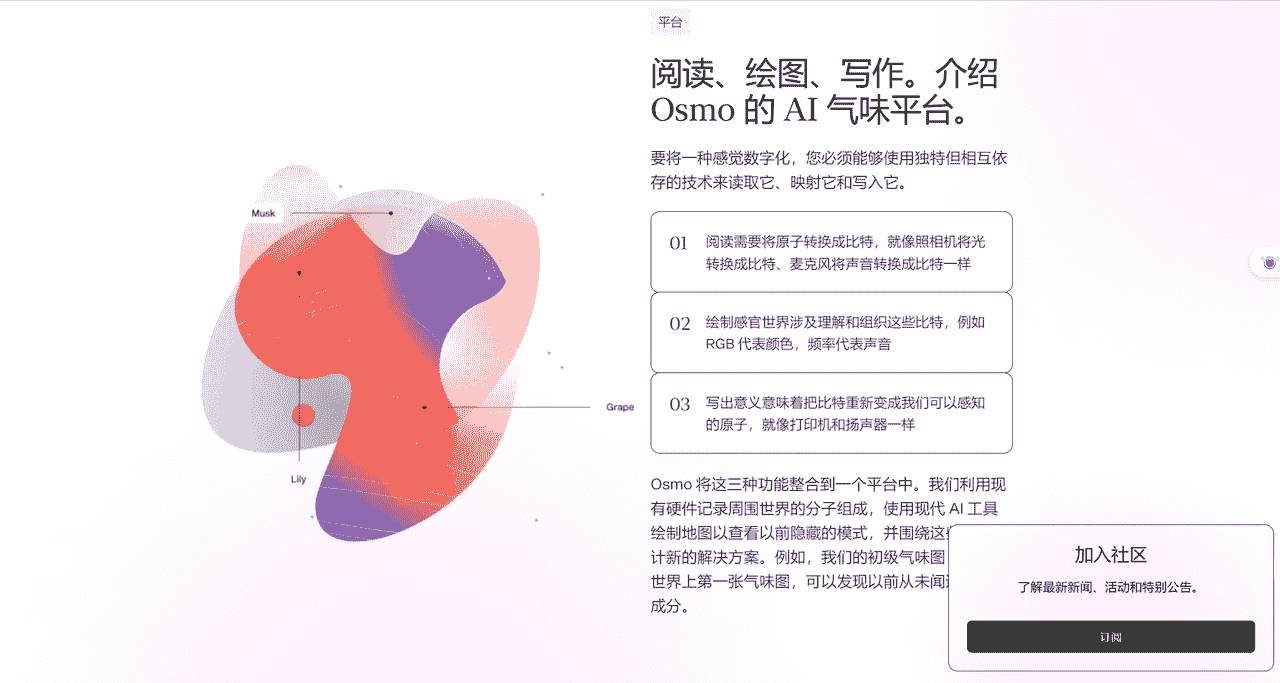 平台
阅读、绘图、写作。介绍
Osmo 的 AI 气味平台。
要将一种感觉数字化，您必须能够使用独特但相互依
存的技术来读取它、映射它和写入它。
Musk
Grape
Lily
01 阅读需要将原子转换成比特，就像照相机将光
转换成比特、麦克风将声音转换成比特一样
02 绘制感官世界涉及理解和组织这些比特，例如
RGB 代表颜色，频率代表声音
03 写出意义意味着把比特重新变成我们可以感知
的原子，就像打印机和扬声器一样
Osmo 将这三种功能整合到一个平台中。我们利用现
有硬件记录周围世界的分子组成，使用现代 AI 工具
绘制地图以查看以前隐藏的模式，并围绕这
计新的解决方案。例如，我们的初级气味图
世界上第一张气味图，可以发现以前从未闻
成分。
加入社区
了解最新新闻、活动和特别公告。
订阅